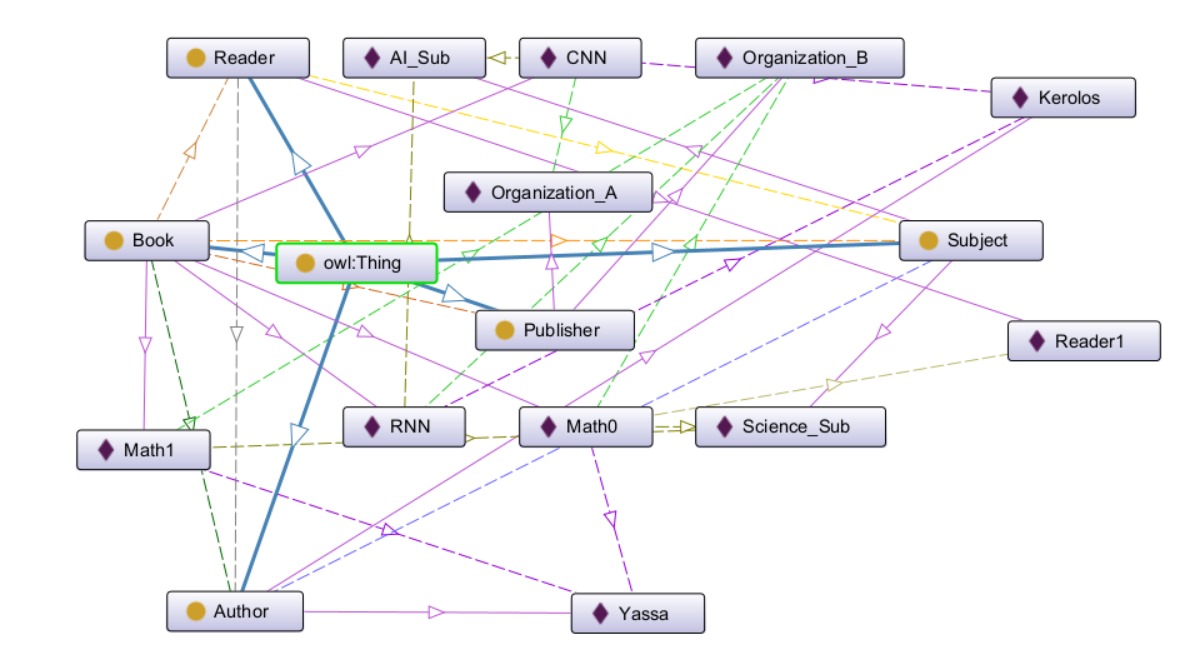 Reader
AI_Sub
CNN
Organization_B
Kerolos
Organization_A
Book
Subject
owl:Thing
Publisher
Reader1
RNN
Math0
Science_Sub
Math1
Author
Yassa